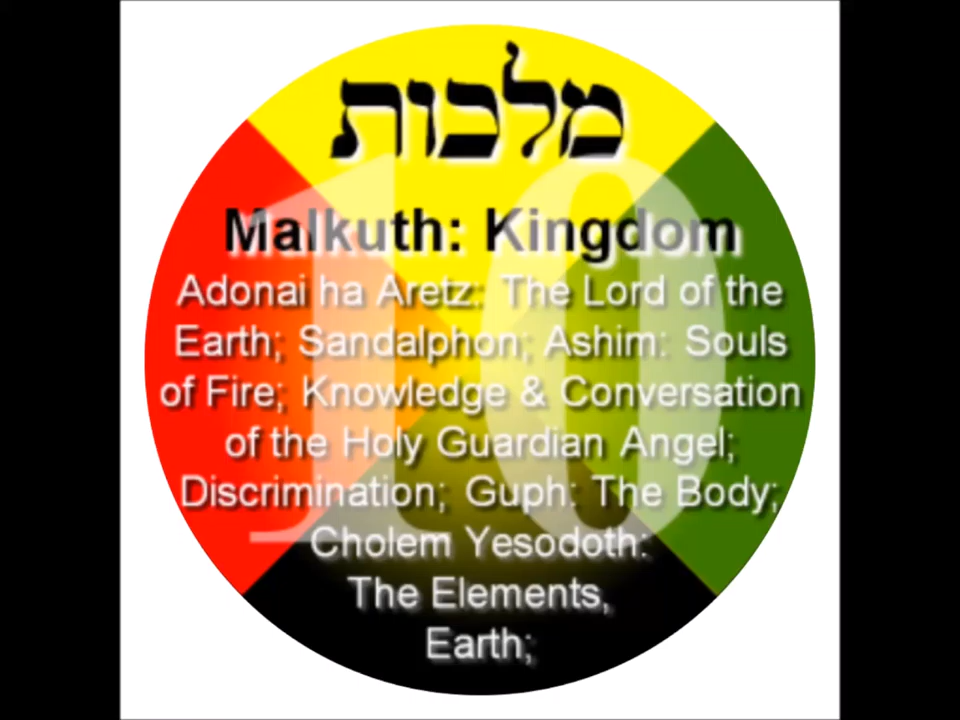 מלכות
10
Malkuth: Kingdom
Adonai ha Aretz: The Lord of the
Earth; Sandalphon; Ashim: Souls
of Fire; Knowledge & Conversation
of the Holy Guardian Angel;
Discrimination; Guph: The Body;
Cholem Yesodoth:
The Elements,
Earth;